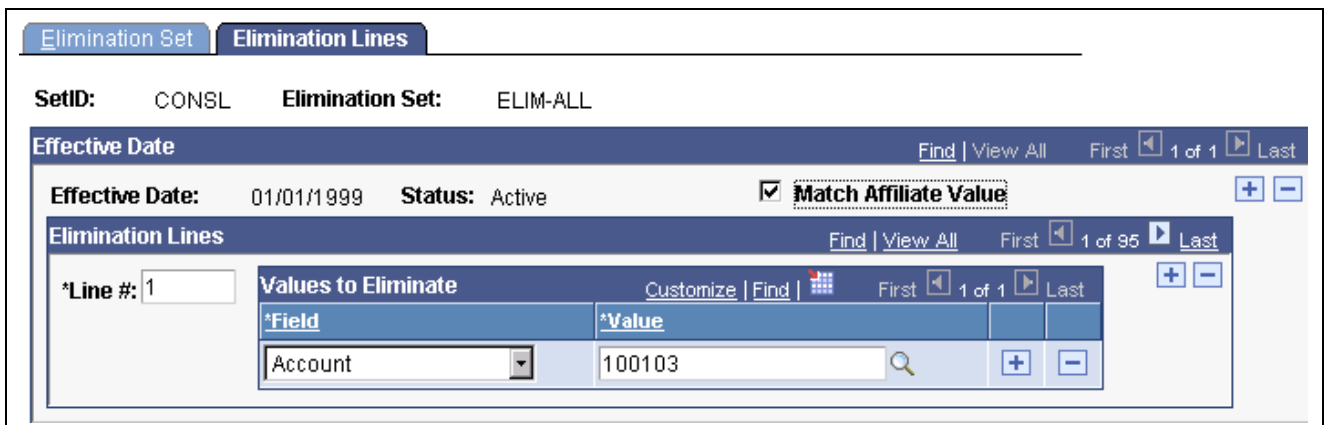 Elimination Set Elimination Lines
SetID: CONSL Elimination Set: ELIM-ALL
Effective Date Find | View All First 1 of 1 Last
Effective Date: 01/01/1999 Status: Active Match Affiliate Value
Elimination Lines Find | View All First 1 of 95 Last
*Line #: 1 Values to Eliminate Customize | Find | First 1 of 1 Last
*Field *Value
Account 100103